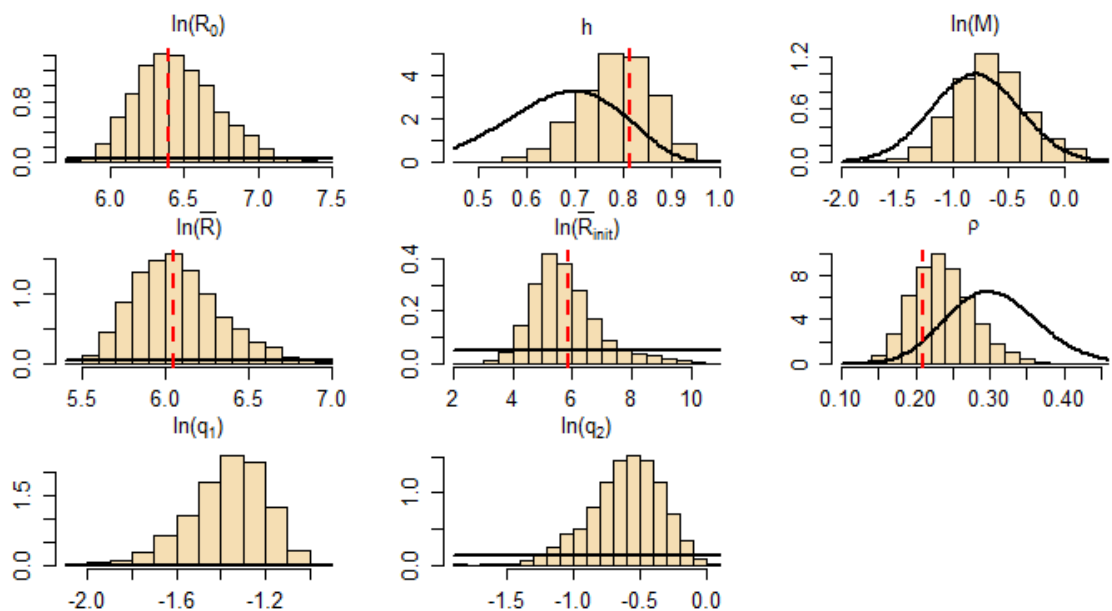 ln(R₀) h ln(M)
0.0 0.8
6.0 6.5 7.0 7.5
0 2 4
0.5 0.6 0.7 0.8 0.9 1.0
0.0 0.6 1.2
-2.0 -1.5 -1.0 -0.5 0.0
ln(R̅) ln(R̅init) ρ
0.0 1.0
5.5 6.0 6.5 7.0
0.0 0.2 0.4
2 4 6 8 10
0 4 8
0.10 0.20 0.30 0.40
ln(q₁) ln(q₂)
0.0 1.5
-2.0 -1.6 -1.2
0.0 1.0
-1.5 -1.0 -0.5 0.0